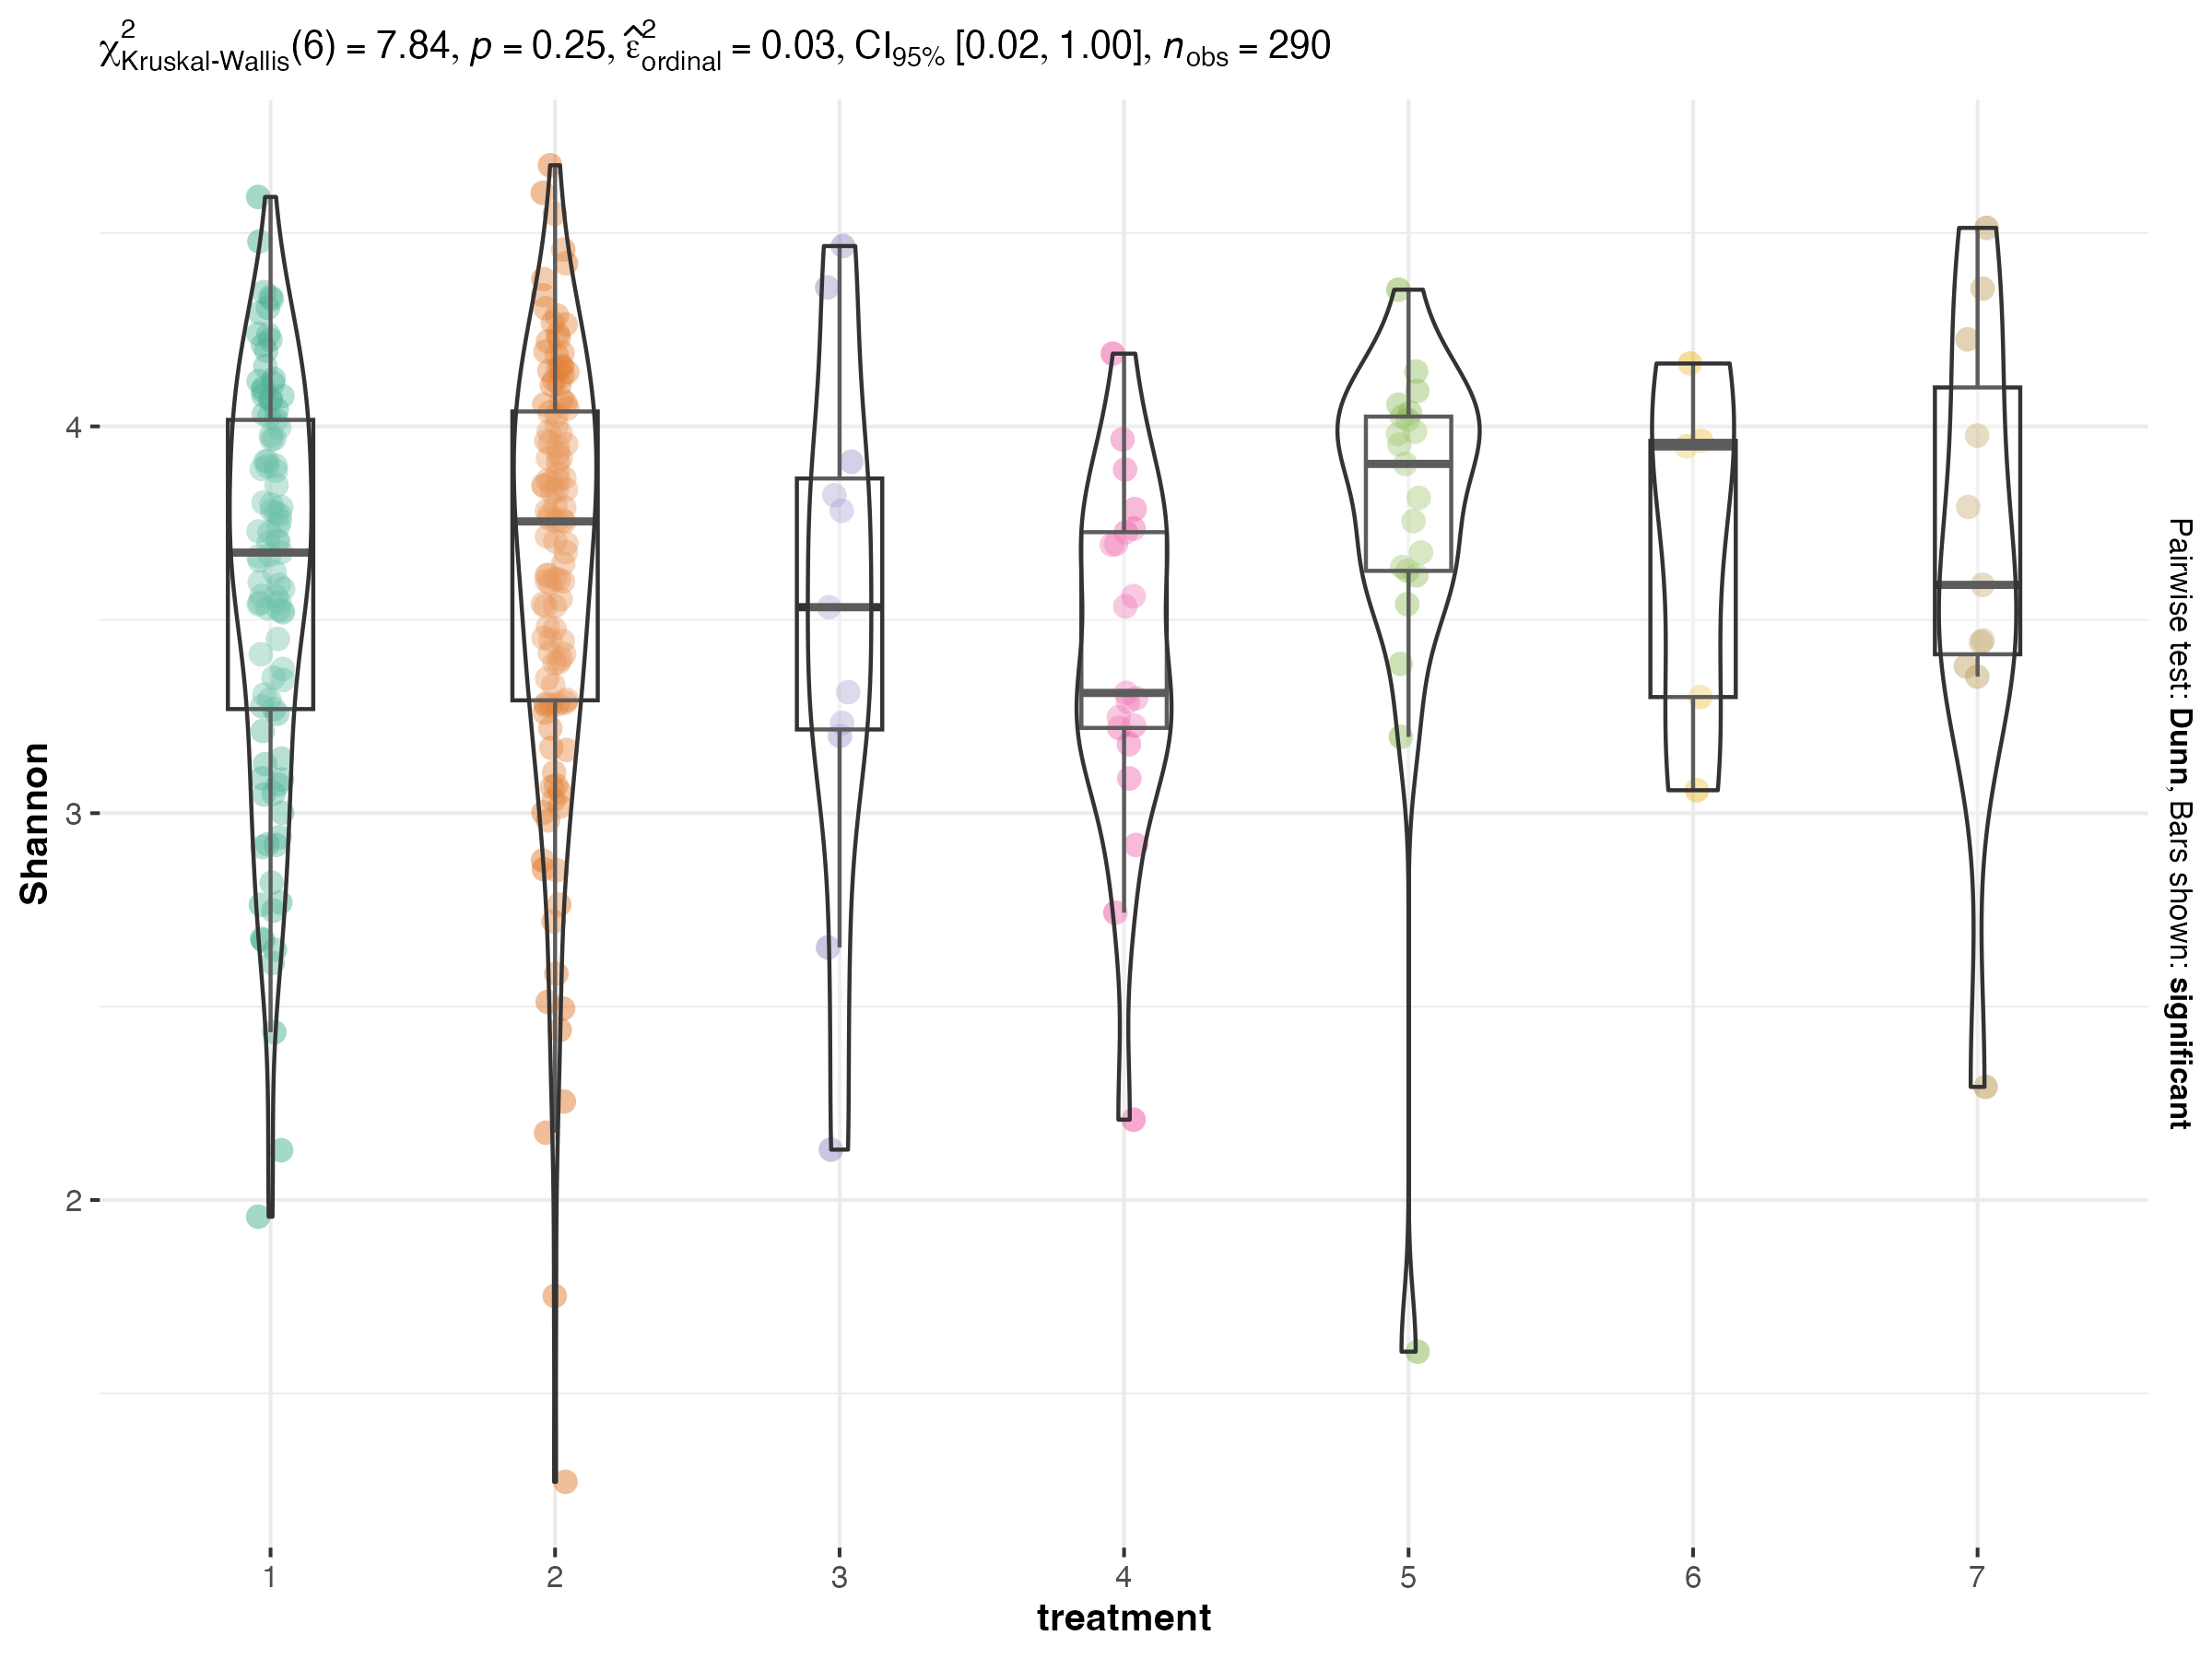 χ²Kruskal-Wallis(6) = 7.84, p = 0.25, ε̂²ordinal = 0.03, CI95% [0.02, 1.00], nobs = 290
Shannon
4
3
2
1
2
3
4
5
6
7
treatment
Pairwise test: Dunn, Bars shown: significant